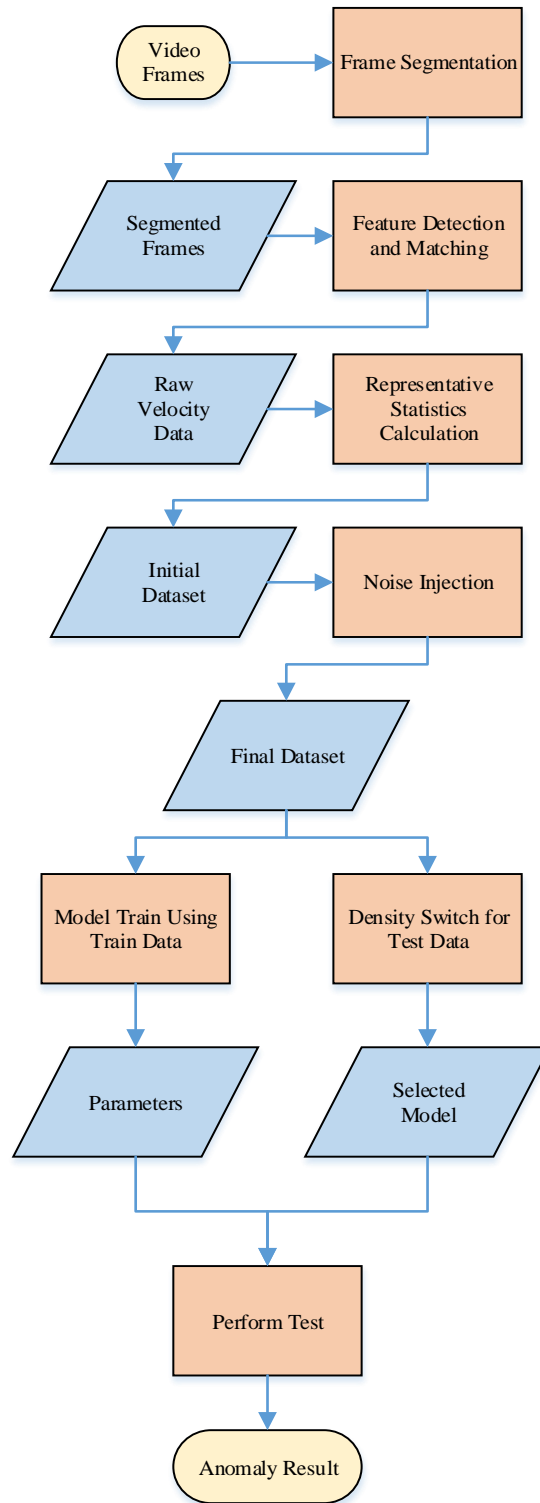 Video
Frames
Frame Segmentation
Segmented
Frames
Feature Detection
and Matching
Raw
Velocity
Data
Representative
Statistics
Calculation
Initial
Dataset
Noise Injection
Final Dataset
Model Train Using
Train Data
Density Switch for
Test Data
Parameters
Selected
Model
Perform Test
Anomaly Result